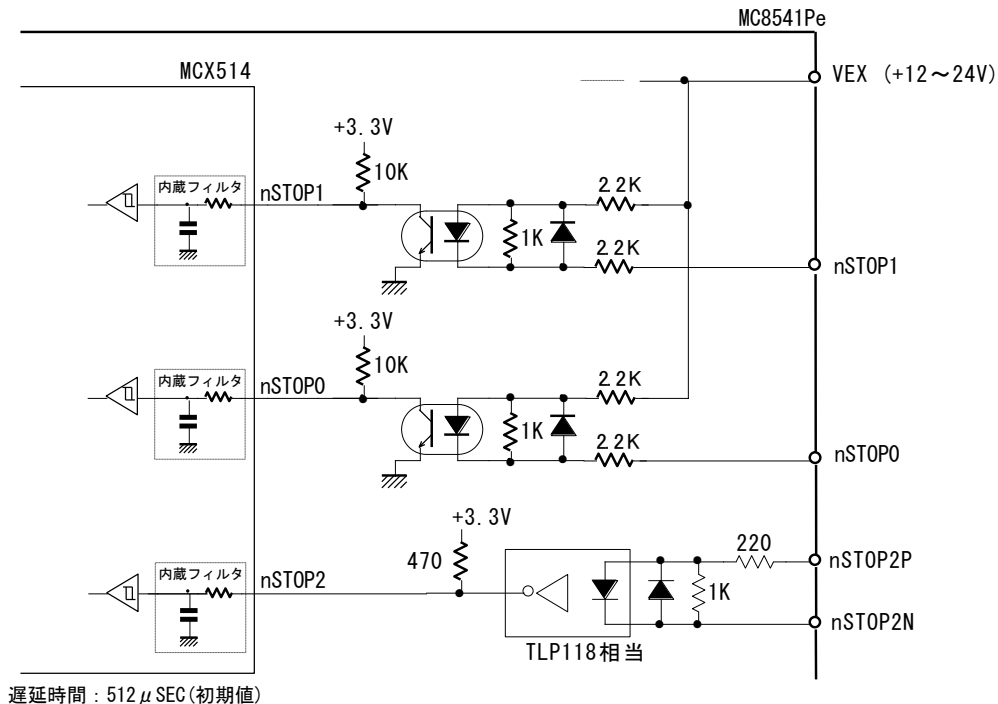 MC8541Pe
MCX514
VEX (+12～24V)
+3.3V
10K
内蔵フィルタ
nSTOP1
2.2K
1K
2.2K
nSTOP1
+3.3V
10K
内蔵フィルタ
nSTOP0
2.2K
1K
2.2K
nSTOP0
+3.3V
470
220
nSTOP2P
内蔵フィルタ
nSTOP2
1K
nSTOP2N
TLP118相当
遅延時間：512μSEC(初期値)